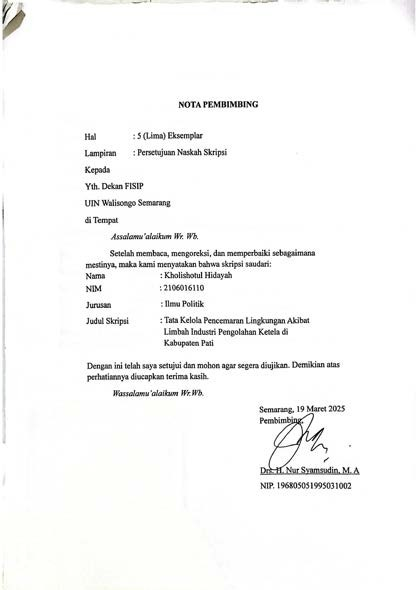 NOTA PEMBIMBING
Hal : 5 (Lima) Eksemplar
Lampiran : Persetujuan Naskah Skripsi
Kepada
Yth. Dekan FISIP
UIN Walisongo Semarang
di Tempat
Assalamu'alaikum Wr. Wb.
Setelah membaca, mengoreksi, dan memperbaiki sebagaimana
mestinya, maka kami menyatakan bahwa skripsi saudari:
Nama : Kholishotul Hidayah
NIM : 2106016110
Jurusan : Ilmu Politik
Judul Skripsi : Tata Kelola Pencemaran Lingkungan Akibat
Limbah Industri Pengolahan Ketela di
Kabupaten Pati
Dengan ini telah saya setujui dan mohon agar segera diujikan. Demikian atas
perhatiannya diucapkan terima kasih.
Wassalamu'alaikum Wr.Wb.
Semarang, 19 Maret 2025
Pembimbing,
Drs. H. Nur Syamsudin, M. A
NIP. 196805051995031002